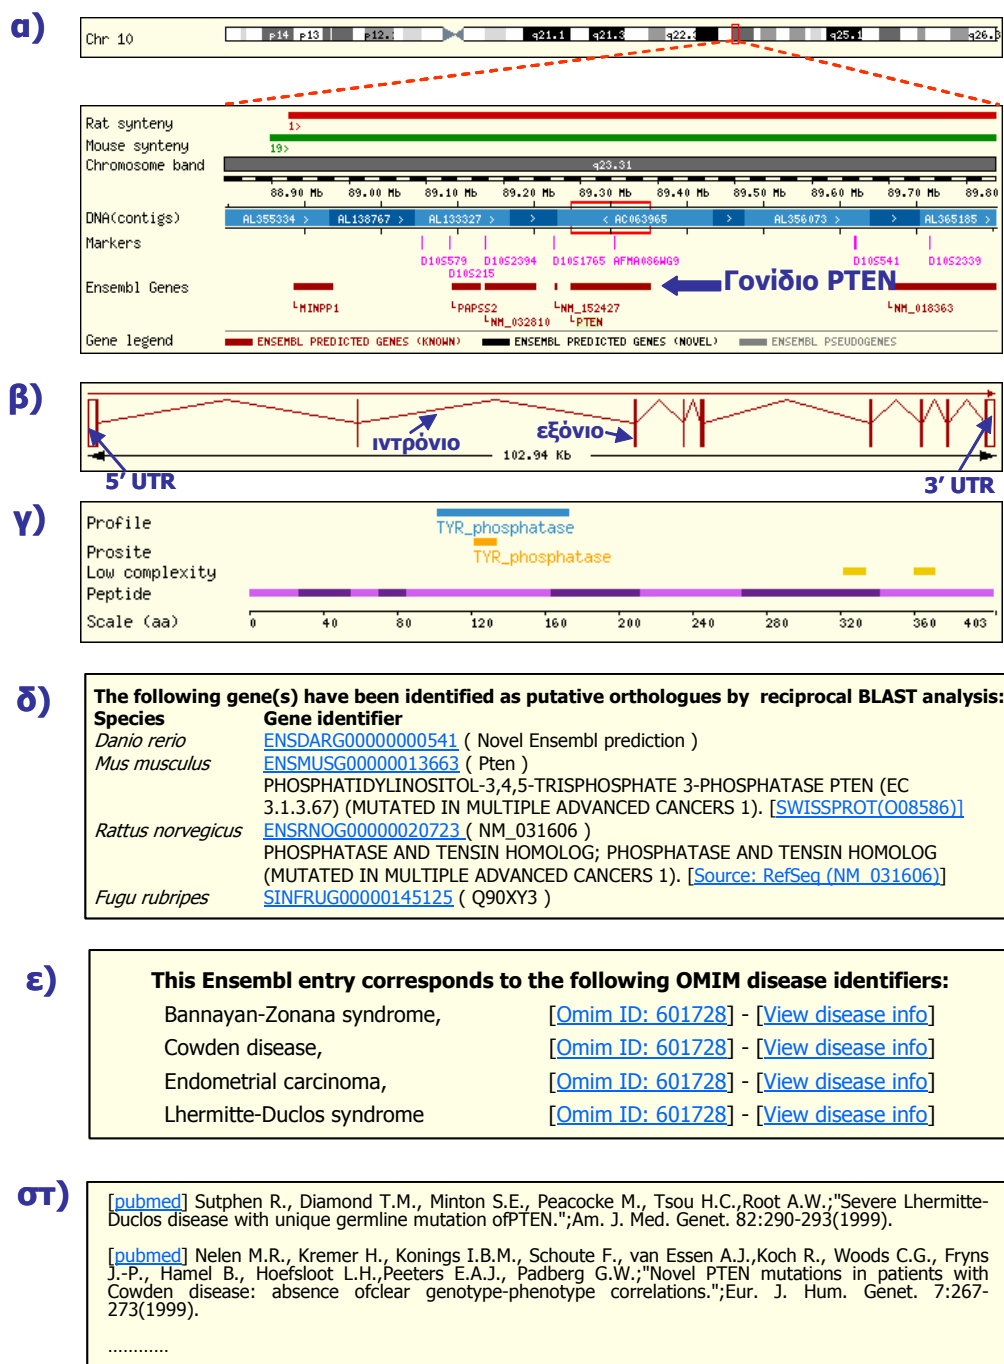 α)
Chr 10
p14 p13 p12. q21.1 q21.3 q22.3 q25.1 q26.3
Rat synteny
1>
Mouse synteny
19>
Chromosome band
q23.31
88.90 Mb 89.00 Mb 89.10 Mb 89.20 Mb 89.30 Mb 89.40 Mb 89.50 Mb 89.60 Mb 89.70 Mb 89.80
DNA(contigs) AL355334 > AL138767 > AL133327 > > < AC063965 > AL356073 > AL365185 >
Markers
D10S579 D10S2394 D10S1765 AFMA086WG9 D10S541 D10S2339
D10S215
Ensembl Genes
Γονίδιο PTEN
MINPP1 PAPSS2 NM_152427 NM_018363
NM_032810 PTEN
Gene legend ENSEMBL PREDICTED GENES (KNOWN) ENSEMBL PREDICTED GENES (NOVEL) ENSEMBL PSEUDOGENES
β)
ιντρόνιο εξόνιο
102.94 Kb
5' UTR 3' UTR
γ)
Profile
TYR_phosphatase
Prosite
TYR_phosphatase
Low complexity
Peptide
Scale (aa) 0 40 80 120 160 200 240 280 320 360 403
δ)
The following gene(s) have been identified as putative orthologues by reciprocal BLAST analysis:
Species Gene identifier
Danio rerio ENSDARG00000000541 ( Novel Ensembl prediction )
Mus musculus ENSMUSG00000013663 ( Pten )
PHOSPHATIDYLINOSITOL-3,4,5-TRISPHOSPHATE 3-PHOSPHATASE PTEN (EC
3.1.3.67) (MUTATED IN MULTIPLE ADVANCED CANCERS 1). [SWISSPROT(O08586)]
Rattus norvegicus ENSRNOG00000020723 ( NM_031606 )
PHOSPHATASE AND TENSIN HOMOLOG; PHOSPHATASE AND TENSIN HOMOLOG
(MUTATED IN MULTIPLE ADVANCED CANCERS 1). [Source: RefSeq (NM_031606)]
Fugu rubripes SINFRUG00000145125 ( Q90XY3 )
ε)
This Ensembl entry corresponds to the following OMIM disease identifiers:
Bannayan-Zonana syndrome, [Omim ID: 601728] - [View disease info]
Cowden disease, [Omim ID: 601728] - [View disease info]
Endometrial carcinoma, [Omim ID: 601728] - [View disease info]
Lhermitte-Duclos syndrome [Omim ID: 601728] - [View disease info]
στ)
[pubmed] Sutphen R., Diamond T.M., Minton S.E., Peacocke M., Tsou H.C.,Root A.W.;"Severe Lhermitte-
Duclos disease with unique germline mutation ofPTEN.";Am. J. Med. Genet. 82:290-293(1999).
[pubmed] Nelen M.R., Kremer H., Konings I.B.M., Schoute F., van Essen A.J.,Koch R., Woods C.G., Fryns
J.-P., Hamel B., Hoefsloot L.H.,Peeters E.A.J., Padberg G.W.;"Novel PTEN mutations in patients with
Cowden disease: absence ofclear genotype-phenotype correlations.";Eur. J. Hum. Genet. 7:267-
273(1999).
............